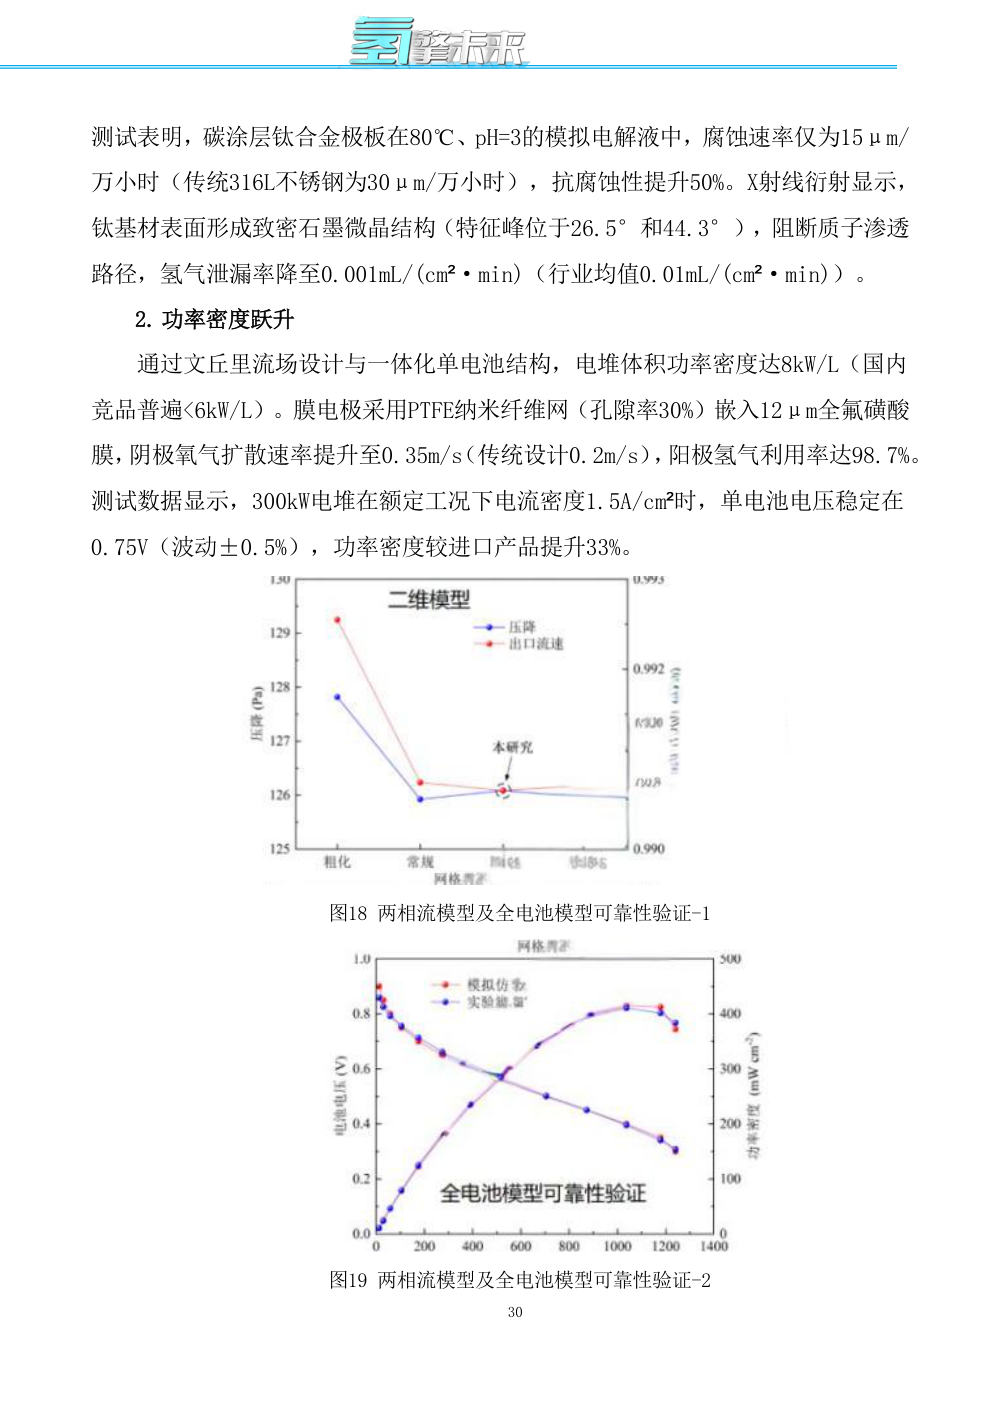 氢擎未来
测试表明，碳涂层钛合金极板在80℃、pH=3的模拟电解液中，腐蚀速率仅为15μm/
万小时（传统316L不锈钢为30μm/万小时），抗腐蚀性提升50%。X射线衍射显示，
钛基材表面形成致密石墨微晶结构（特征峰位于26.5°和44.3°），阻断质子渗透
路径，氢气泄漏率降至0.001mL/(cm²·min)（行业均值0.01mL/(cm²·min)）。
2. 功率密度跃升
通过文丘里流场设计与一体化单电池结构，电堆体积功率密度达8kW/L（国内
竞品普遍<6kW/L）。膜电极采用PTFE纳米纤维网（孔隙率30%）嵌入12μm全氟磺酸
膜，阴极氧气扩散速率提升至0.35m/s（传统设计0.2m/s），阳极氢气利用率达98.7%。
测试数据显示，300kW电堆在额定工况下电流密度1.5A/cm²时，单电池电压稳定在
0.75V（波动±0.5%），功率密度较进口产品提升33%。
130
0.993
二维模型
压降
出口流速
129
0.992
128
127
126
125
0.990
压降 (Pa)
本研究
粗化
常规
网格
图18 两相流模型及全电池模型可靠性验证-1
网格
1.0
500
模拟仿
实验
0.8
400
0.6
300
0.4
200
0.2
100
0.0
0
电池电压 (V)
功率密度 (mW cm⁻²)
全电池模型可靠性验证
0 200 400 600 800 1000 1200 1400
图19 两相流模型及全电池模型可靠性验证-2
30